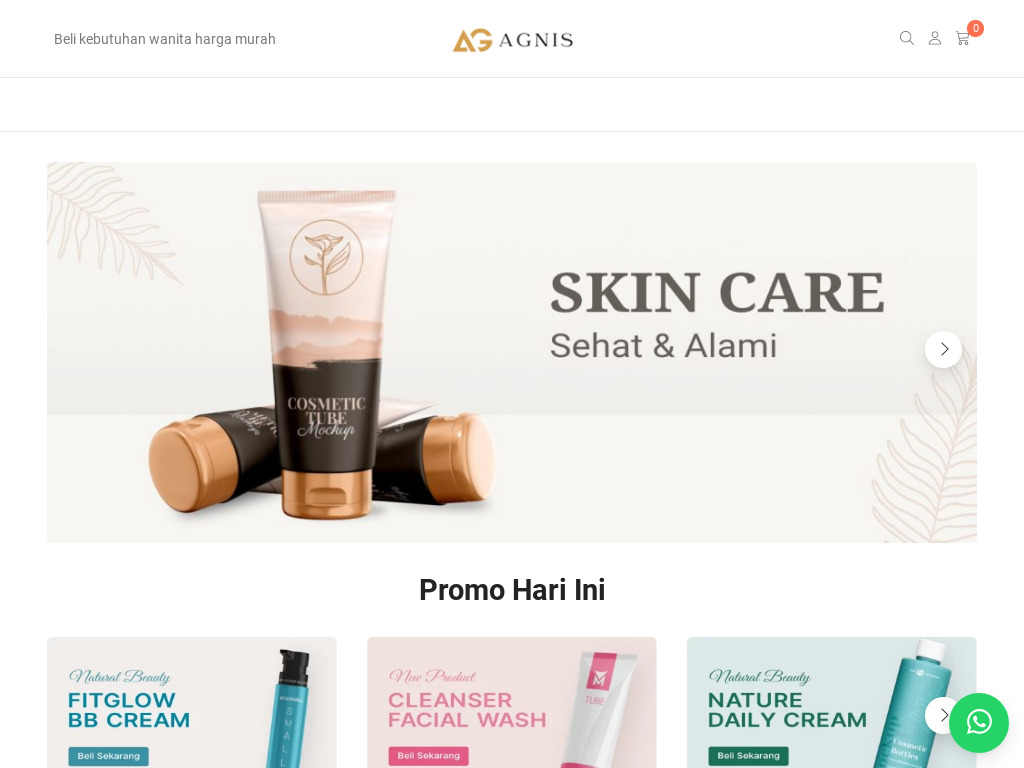 Beli kebutuhan wanita harga murah
AGNIS
0
SKIN CARE
Sehat & Alami
COSMETIC
TUBE
Mockup
Promo Hari Ini
Natural Beauty
FITGLOW
BB CREAM
Beli Sekarang
SMALL
New Product
CLEANSER
FACIAL WASH
Beli Sekarang
TUBE
Natural Beauty
NATURE
DAILY CREAM
Beli Sekarang
Cosmetic
Bottles